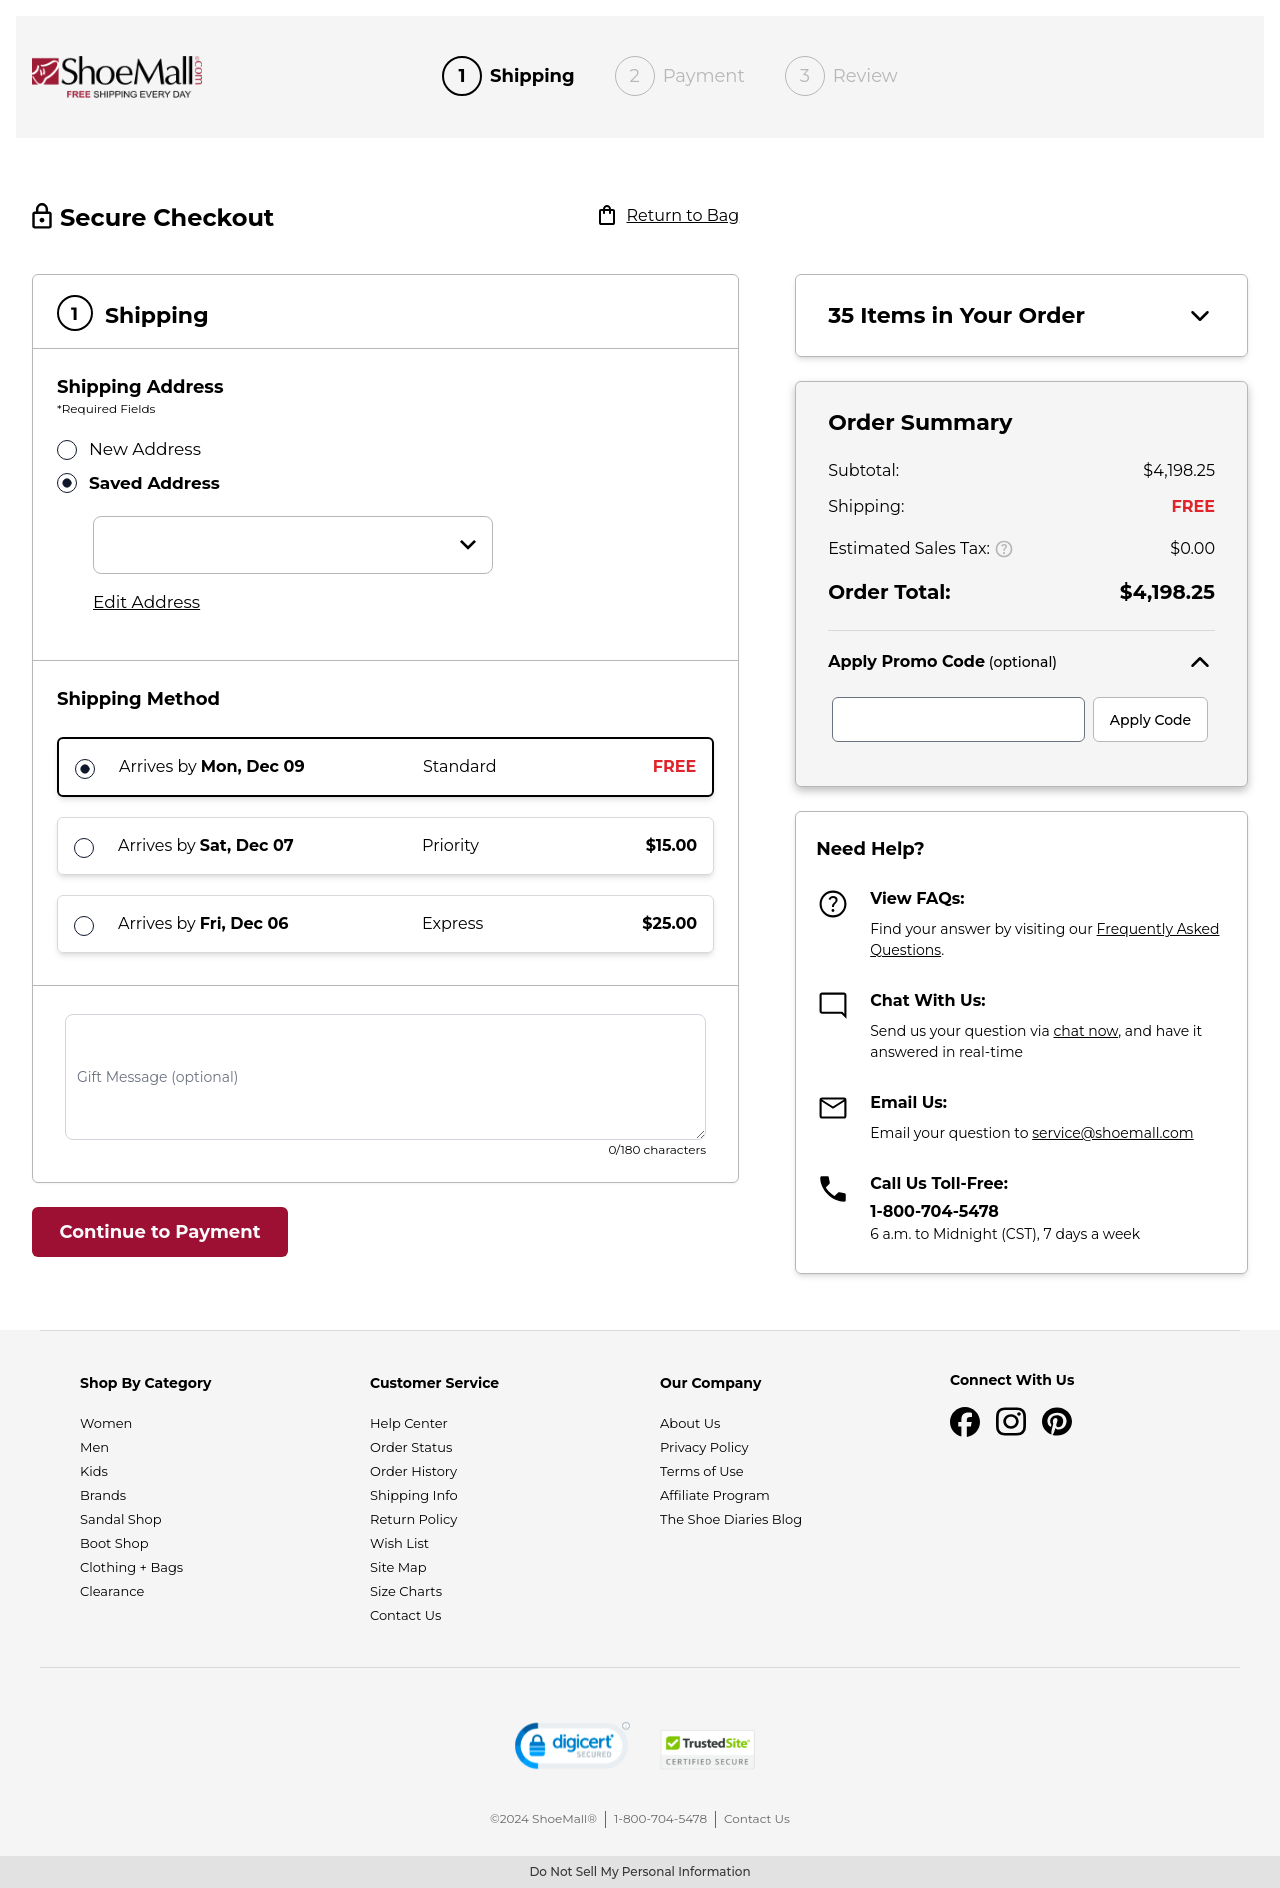 ShoeMall.com
FREE SHIPPING EVERY DAY
1 Shipping
2 Payment
3 Review
Secure Checkout
Return to Bag
1 Shipping
Shipping Address
*Required Fields
New Address
Saved Address
Edit Address
Shipping Method
Arrives by Mon, Dec 09 Standard FREE
Arrives by Sat, Dec 07 Priority $15.00
Arrives by Fri, Dec 06 Express $25.00
Gift Message (optional)
0/180 characters
Continue to Payment
35 Items in Your Order
Order Summary
Subtotal: $4,198.25
Shipping: FREE
Estimated Sales Tax: ? $0.00
Order Total: $4,198.25
Apply Promo Code (optional)
Apply Code
Need Help?
View FAQs:
Find your answer by visiting our Frequently Asked
Questions.
Chat With Us:
Send us your question via chat now, and have it
answered in real-time
Email Us:
Email your question to service@shoemall.com
Call Us Toll-Free:
1-800-704-5478
6 a.m. to Midnight (CST), 7 days a week
Shop By Category
Women
Men
Kids
Brands
Sandal Shop
Boot Shop
Clothing + Bags
Clearance
Customer Service
Help Center
Order Status
Order History
Shipping Info
Return Policy
Wish List
Site Map
Size Charts
Contact Us
Our Company
About Us
Privacy Policy
Terms of Use
Affiliate Program
The Shoe Diaries Blog
Connect With Us
digicert
SECURED
TrustedSite
CERTIFIED SECURE
©2024 ShoeMall® | 1-800-704-5478 | Contact Us
Do Not Sell My Personal Information